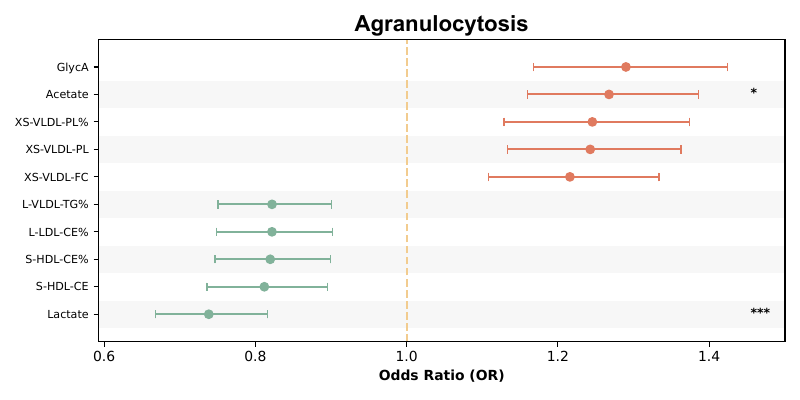 Agranulocytosis
GlycA
Acetate *
XS-VLDL-PL%
XS-VLDL-PL
XS-VLDL-FC
L-VLDL-TG%
L-LDL-CE%
S-HDL-CE%
S-HDL-CE
Lactate ***
0.6 0.8 1.0 1.2 1.4
Odds Ratio (OR)